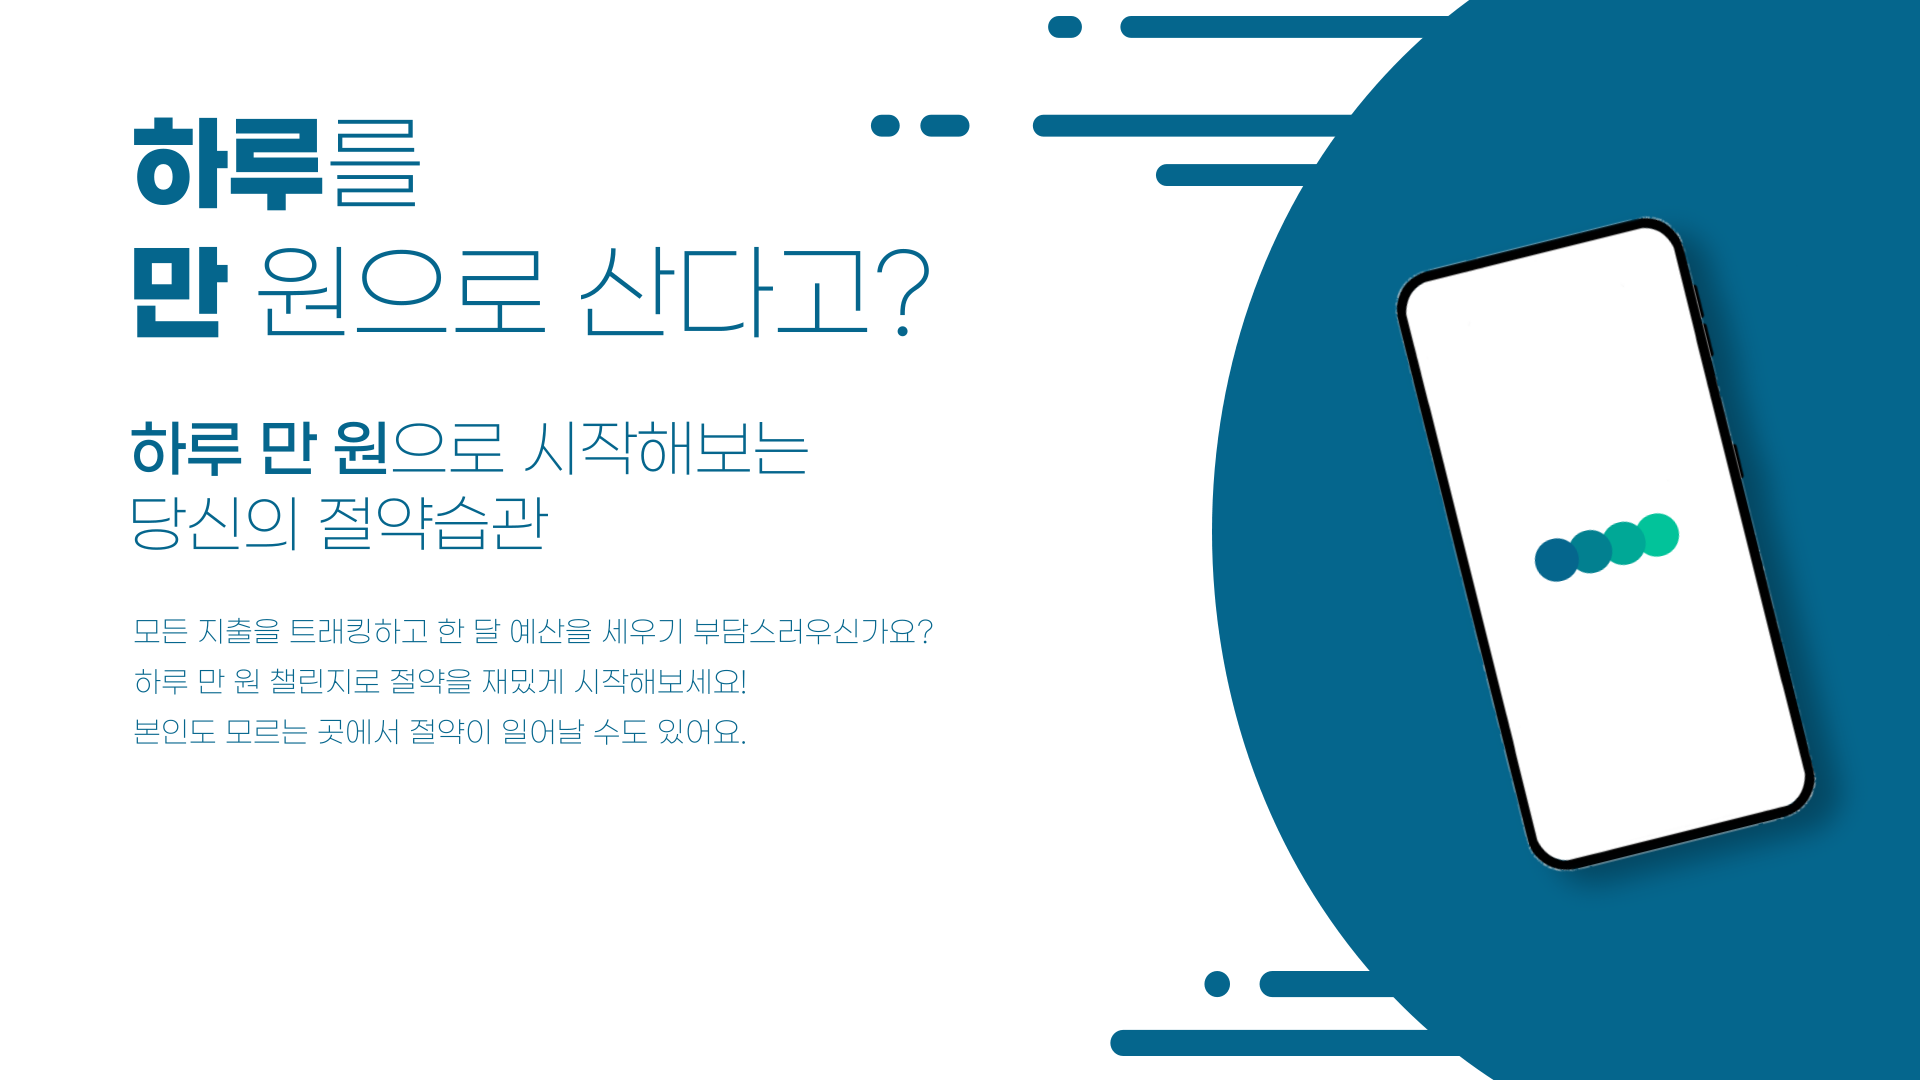 하루를
만 원으로 산다고?
하루 만 원으로 시작해보는
당신의 절약습관
모든 지출을 트래킹하고 한 달 예산을 세우기 부담스러우신가요?
하루 만 원 챌린지로 절약을 재밌게 시작해보세요!
본인도 모르는 곳에서 절약이 일어날 수도 있어요.